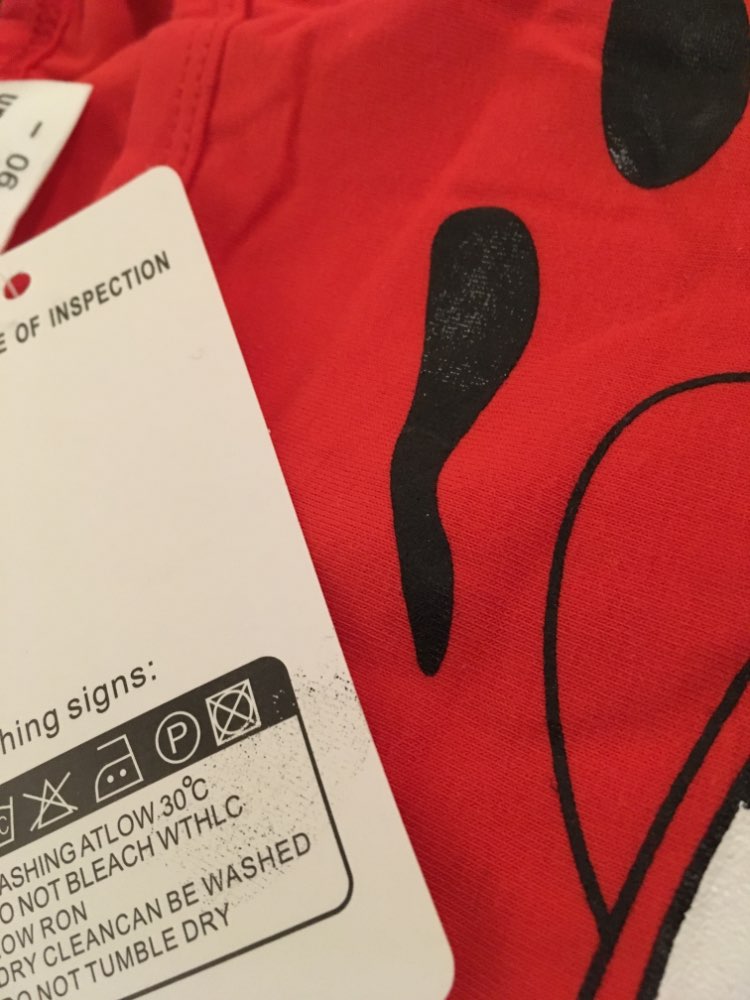 90 -
E OF INSPECTION
hing signs:
P
ASHING ATLOW 30°C
O NOT BLEACH WTHLC
OW RON
DRY CLEANCAN BE WASHED
DO NOT TUMBLE DRY